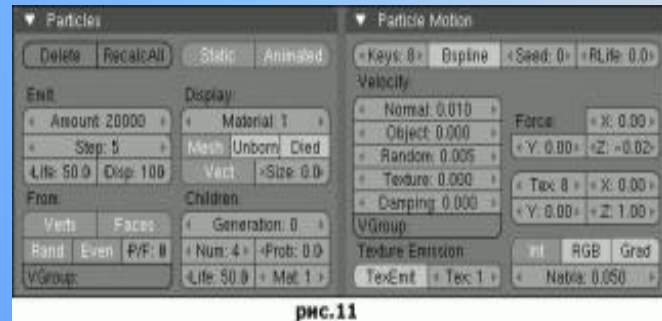 Particles
Delete RecalcAll Static Animated
Emit: Display:
Amount: 20000 Material: 1
Step: 5 Mesh Unborn Died
Life: 50.0 Disp: 100 Vect Size: 0.0
From: Children:
Verts Faces Generation: 0
Rand Even P/F: 0 Num: 4 Prob: 0.0
VGroup: Life: 50.0 Mat: 1
Particle Motion
Keys: 8 Bspline Seed: 0 RLife: 0.0
Velocity:
Normal: 0.010
Object: 0.000 Force: X: 0.00
Random: 0.005 Y: 0.00 Z: -0.02
Texture: 0.000 Tex: 8 X: 0.00
Damping: 0.000 Y: 0.00 Z: 1.00
VGroup:
Texture Emission Int RGB Grad
TexEmit Tex: 1 Nabla: 0.050
рис.11